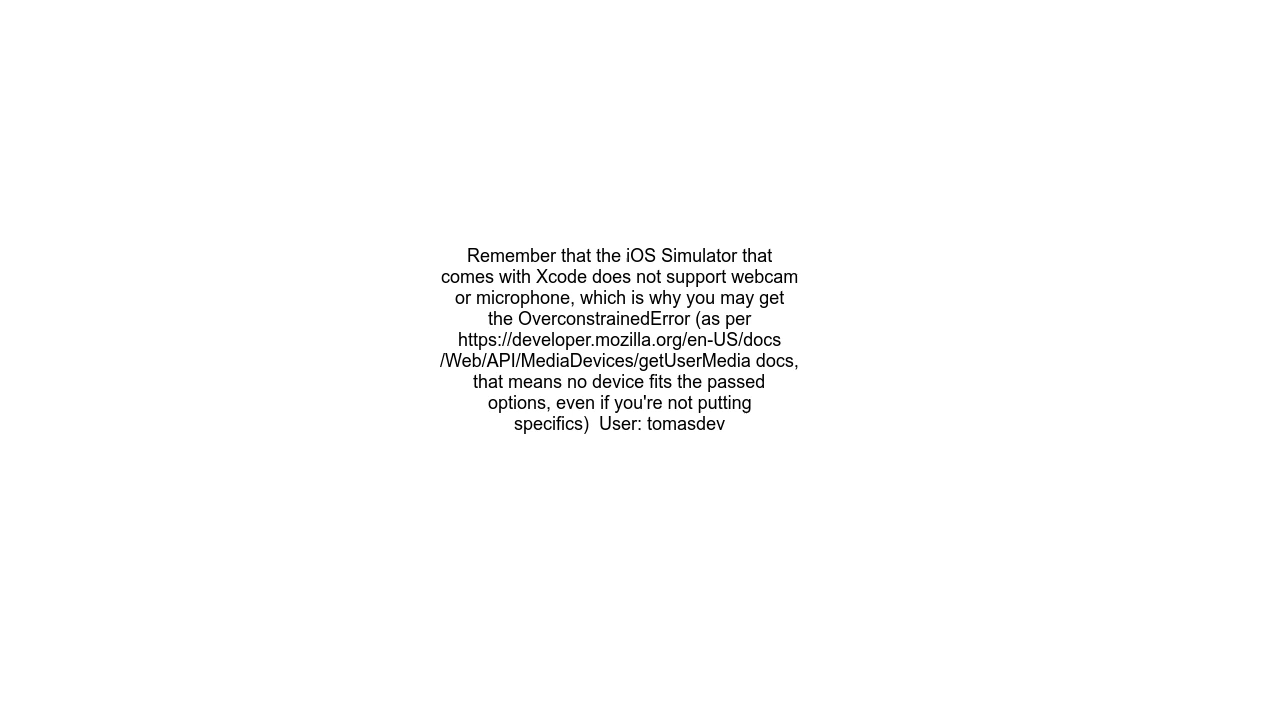 Remember that the iOS Simulator that
comes with Xcode does not support webcam
or microphone, which is why you may get
the OverconstrainedError (as per
https://developer.mozilla.org/en-US/docs
/Web/API/MediaDevices/getUserMedia docs,
that means no device fits the passed
options, even if you're not putting
specifics)  User: tomasdev